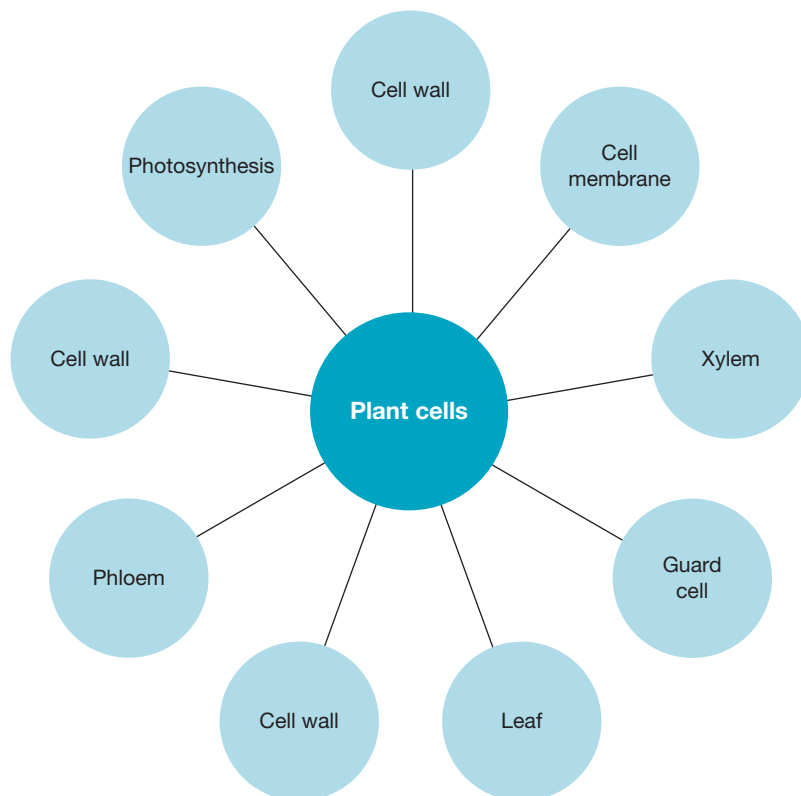 Cell wall
Photosynthesis
Cell
membrane
Cell wall
Xylem
Plant cells
Phloem
Guard
cell
Cell wall
Leaf